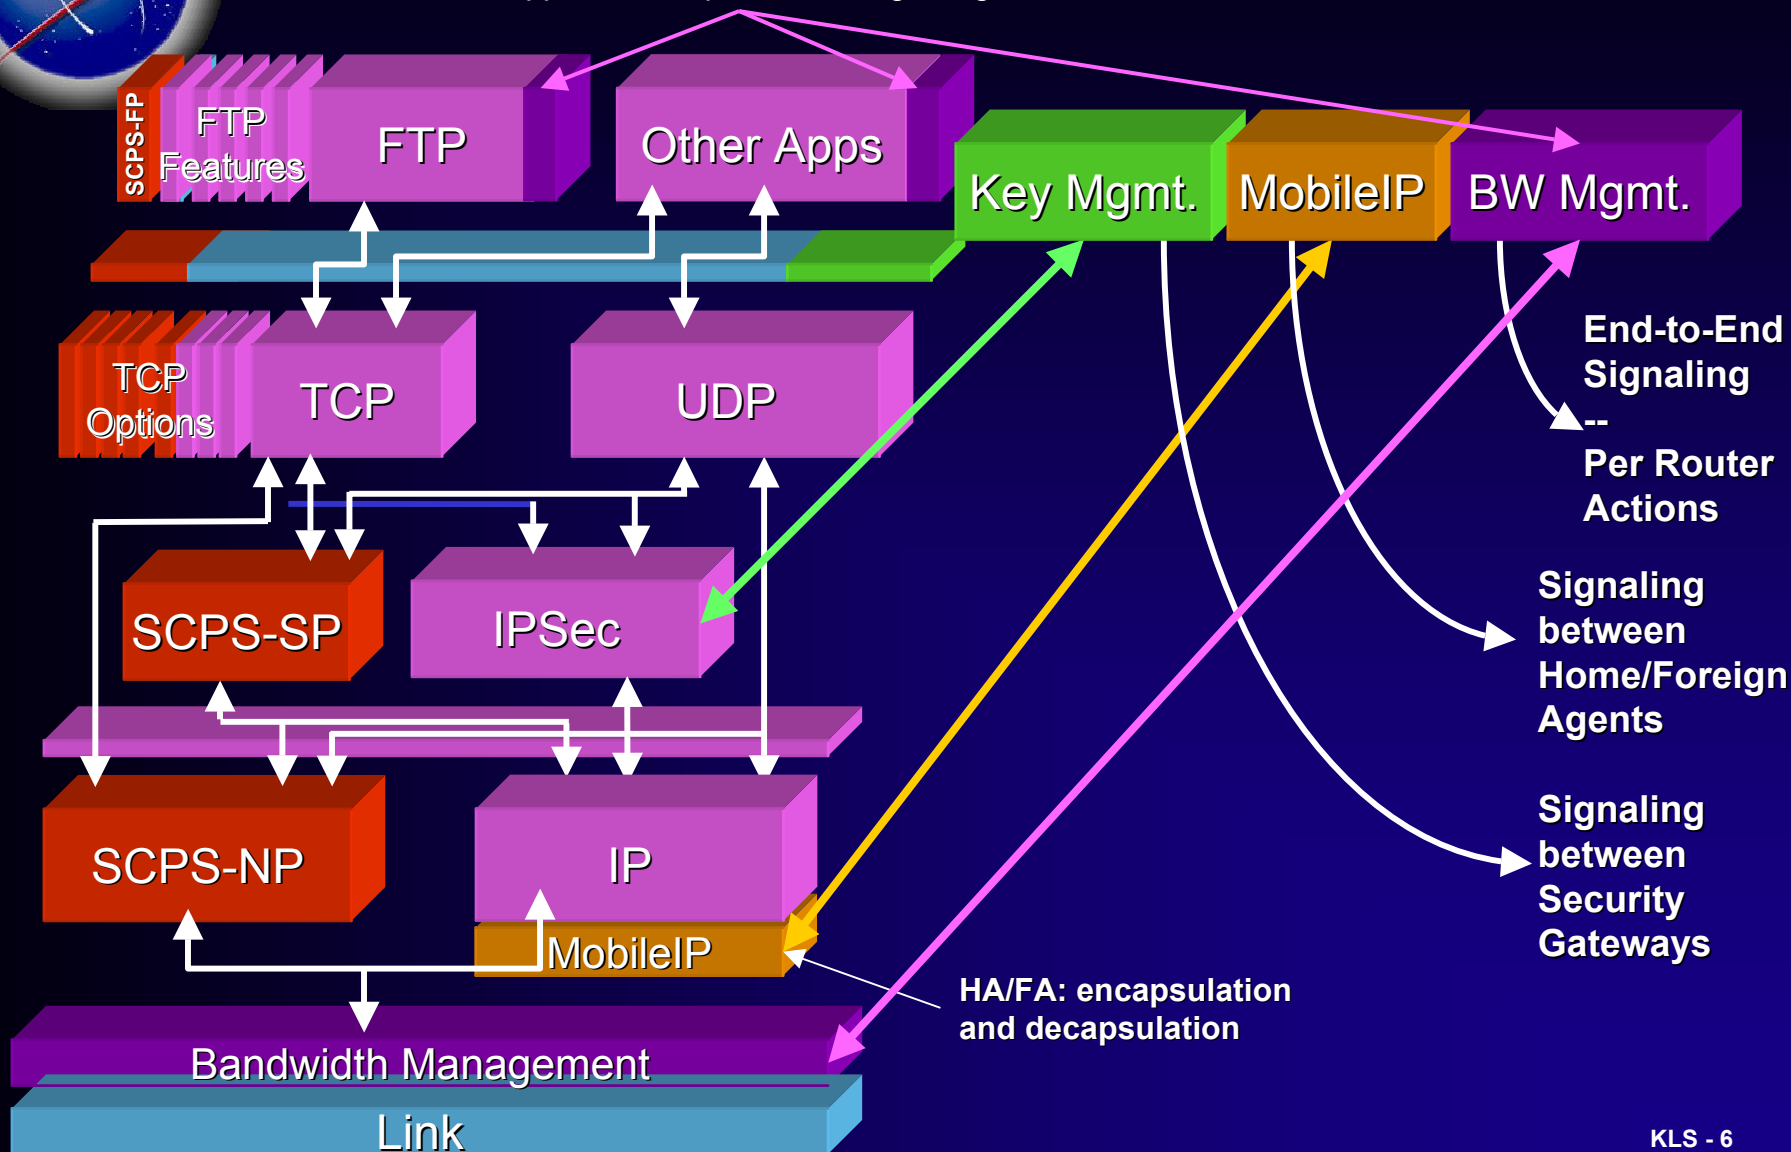 SCPS-FP
FTP
Features
FTP
Other Apps
Key Mgmt.
MobileIP
BW Mgmt.
TCP
Options
TCP
UDP
End-to-End
Signaling
--
Per Router
Actions
SCPS-SP
IPSec
Signaling
between
Home/Foreign
Agents
SCPS-NP
IP
MobileIP
Signaling
between
Security
Gateways
HA/FA: encapsulation
and decapsulation
Bandwidth Management
Link
KLS - 6